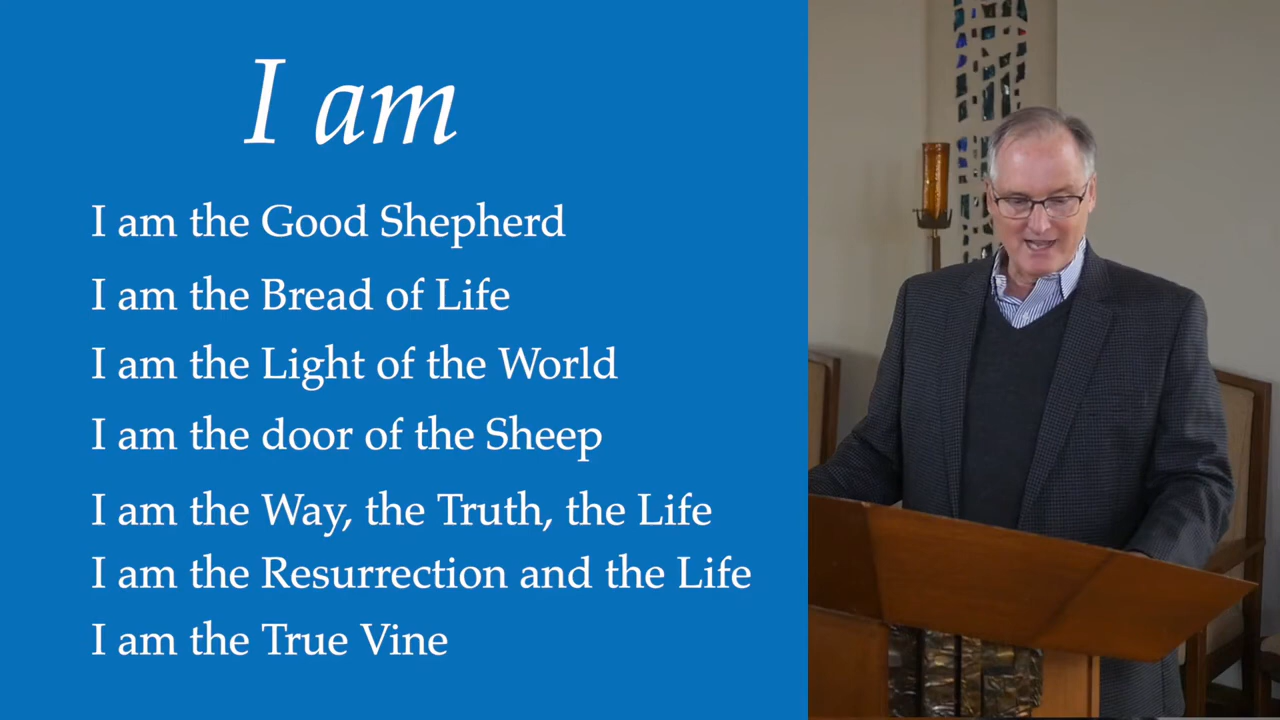 I am
I am the Good Shepherd
I am the Bread of Life
I am the Light of the World
I am the door of the Sheep
I am the Way, the Truth, the Life
I am the Resurrection and the Life
I am the True Vine